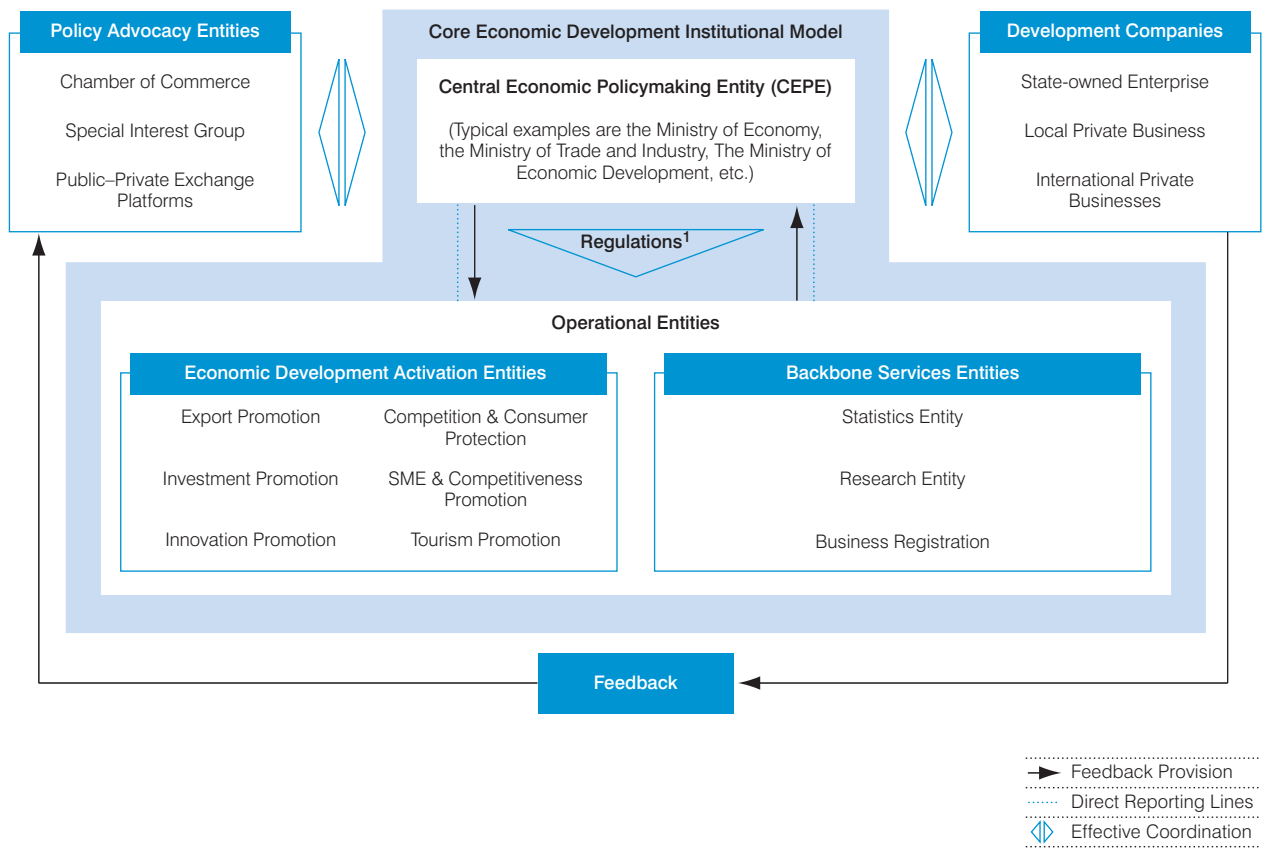 Policy Advocacy Entities
Chamber of Commerce
Special Interest Group
Public–Private Exchange
Platforms
Core Economic Development Institutional Model
Central Economic Policymaking Entity (CEPE)
(Typical examples are the Ministry of Economy,
the Ministry of Trade and Industry, The Ministry of
Economic Development, etc.)
Development Companies
State-owned Enterprise
Local Private Business
International Private
Businesses
Regulations¹
Operational Entities
Economic Development Activation Entities
Export Promotion
Competition & Consumer
Protection
Investment Promotion
SME & Competitiveness
Promotion
Innovation Promotion
Tourism Promotion
Backbone Services Entities
Statistics Entity
Research Entity
Business Registration
Feedback
Feedback Provision
Direct Reporting Lines
Effective Coordination